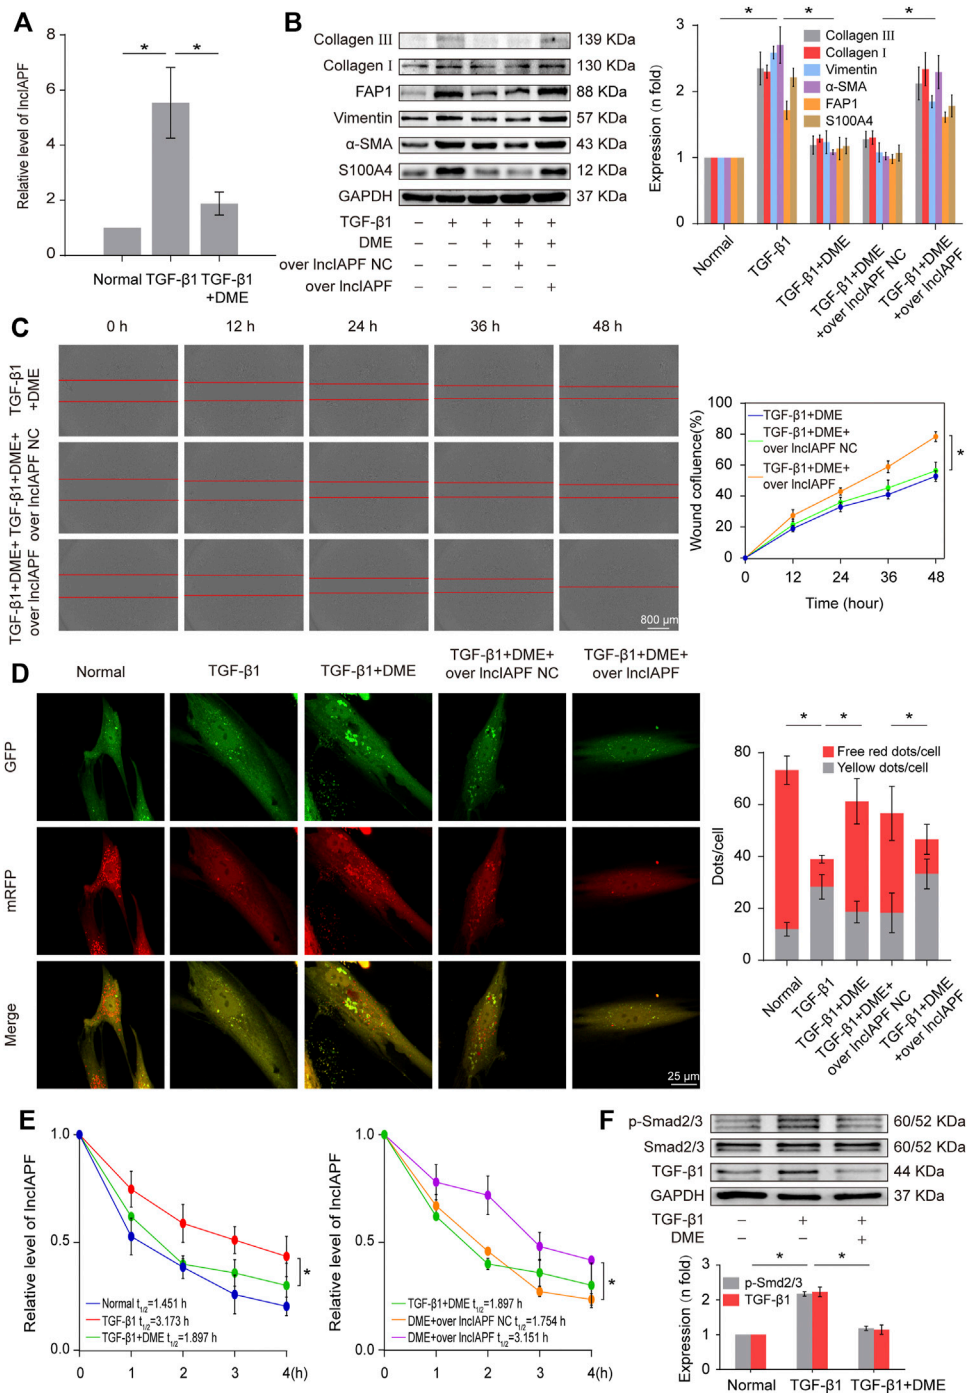 A
Relative level of lncIAPF
8
6
4
2
0
*
*
Normal TGF-β1 TGF-β1
+DME
B
Collagen III
139 KDa
Collagen I
130 KDa
FAP1
88 KDa
Vimentin
57 KDa
α-SMA
43 KDa
S100A4
12 KDa
GAPDH
37 KDa
TGF-β1
− + + + +
DME
− − + + +
over lncIAPF NC
− − − + −
over lncIAPF
− − − − +
Expression (n fold)
3
2
1
0
*
*
*
Collagen III
Collagen I
Vimentin
α-SMA
FAP1
S100A4
Normal
TGF-β1
TGF-β1+DME
TGF-β1+DME
+over lncIAPF NC
TGF-β1+DME
+over lncIAPF
C
0 h
12 h
24 h
36 h
48 h
TGF-β1
+DME
TGF-β1+DME+
over lncIAPF NC
TGF-β1+DME+
over lncIAPF
800 μm
Wound cofluence(%)
100
80
60
40
20
0
TGF-β1+DME
TGF-β1+DME+
over lncIAPF NC
TGF-β1+DME+
over lncIAPF
*
0
12
24
36
48
Time (hour)
D
Normal
TGF-β1
TGF-β1+DME
TGF-β1+DME+
over lncIAPF NC
TGF-β1+DME+
over lncIAPF
GFP
mRFP
Merge
25 μm
Dots/cell
80
60
40
20
0
*
*
*
Free red dots/cell
Yellow dots/cell
Normal
TGF-β1
TGF-β1+DME
TGF-β1+DME+
over lncIAPF NC
TGF-β1+DME
+over lncIAPF
E
Relative level of lncIAPF
1.0
0.5
0.0
*
Normal t1/2=1.451 h
TGF-β1 t1/2=3.173 h
TGF-β1+DME t1/2=1.897 h
0 1 2 3 4(h)
Relative level of lncIAPF
1.0
0.5
0.0
*
TGF-β1+DME t1/2=1.897 h
DME+over lncIAPF NC t1/2=1.754 h
DME+over lncIAPF t1/2=3.151 h
0 1 2 3 4(h)
F
p-Smad2/3
60/52 KDa
Smad2/3
60/52 KDa
TGF-β1
44 KDa
GAPDH
37 KDa
TGF-β1
− + +
DME
− − +
Expression (n fold)
3
2
1
0
*
*
p-Smd2/3
TGF-β1
Normal
TGF-β1
TGF-β1+DME